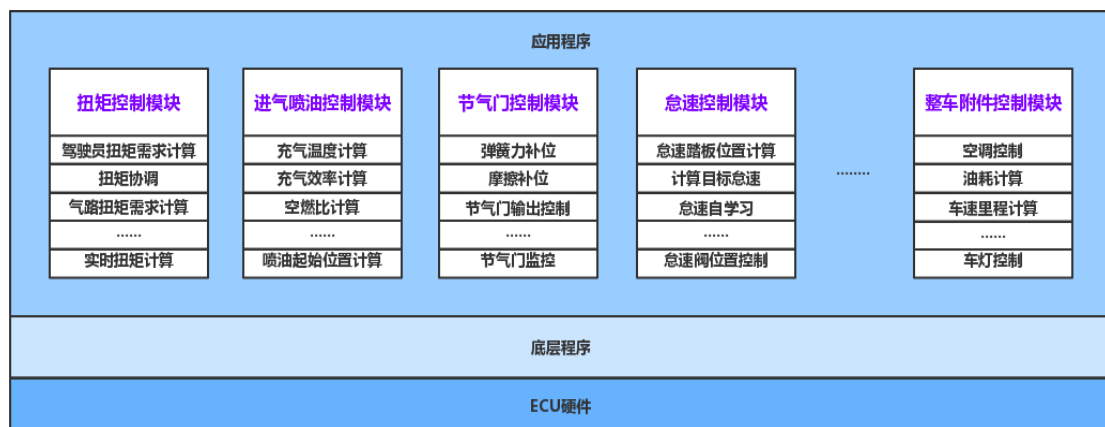 应用程序
扭矩控制模块
驾驶员扭矩需求计算
扭矩协调
气路扭矩需求计算
......
实时扭矩计算
进气喷油控制模块
充气温度计算
充气效率计算
空燃比计算
......
喷油起始位置计算
节气门控制模块
弹簧力补位
摩擦补位
节气门输出控制
......
节气门监控
怠速控制模块
怠速踏板位置计算
计算目标怠速
怠速自学习
......
怠速阀位置控制
........
整车附件控制模块
空调控制
油耗计算
车速里程计算
......
车灯控制
底层程序
ECU硬件